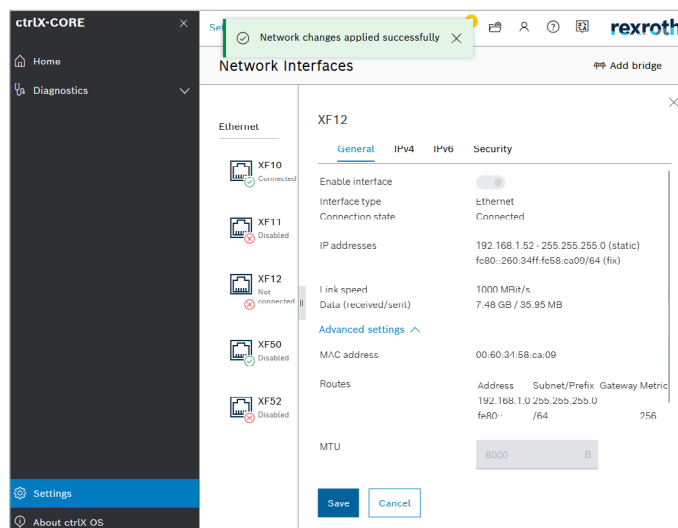 ctrlX-CORE
Home
Diagnostics
Settings
About ctrlX OS
Network changes applied successfully
rexroth
Network Interfaces
Add bridge
Ethernet
XF10
Connected
XF11
Disabled
XF12
Not
connected
XF50
Disabled
XF52
Disabled
XF12
General IPv4 IPv6 Security
Enable interface
Interface type Ethernet
Connection state Connected
IP addresses 192.168.1.52 - 255.255.255.0 (static)
fe80::260:34ff:fe58:ca09/64 (fix)
Link speed 1000 MBit/s
Data (received/sent) 7.48 GB / 35.95 MB
Advanced settings
MAC address 00:60:34:58:ca:09
Routes Address Subnet/Prefix Gateway Metric
192.168.1.0 255.255.255.0
fe80:: /64 256
MTU 8000 B
Save Cancel